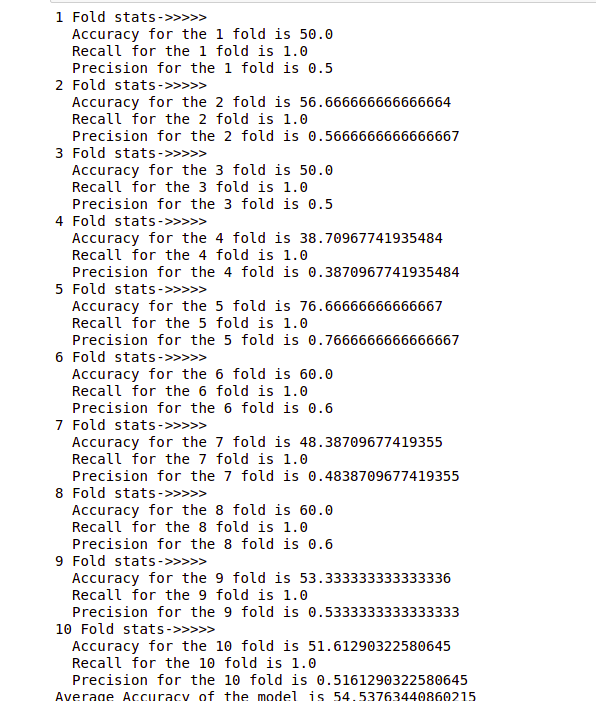 1 Fold stats->>>>>
Accuracy for the 1 fold is 50.0
Recall for the 1 fold is 1.0
Precision for the 1 fold is 0.5
2 Fold stats->>>>>
Accuracy for the 2 fold is 56.666666666666664
Recall for the 2 fold is 1.0
Precision for the 2 fold is 0.5666666666666667
3 Fold stats->>>>>
Accuracy for the 3 fold is 50.0
Recall for the 3 fold is 1.0
Precision for the 3 fold is 0.5
4 Fold stats->>>>>
Accuracy for the 4 fold is 38.70967741935484
Recall for the 4 fold is 1.0
Precision for the 4 fold is 0.3870967741935484
5 Fold stats->>>>>
Accuracy for the 5 fold is 76.66666666666667
Recall for the 5 fold is 1.0
Precision for the 5 fold is 0.7666666666666667
6 Fold stats->>>>>
Accuracy for the 6 fold is 60.0
Recall for the 6 fold is 1.0
Precision for the 6 fold is 0.6
7 Fold stats->>>>>
Accuracy for the 7 fold is 48.38709677419355
Recall for the 7 fold is 1.0
Precision for the 7 fold is 0.4838709677419355
8 Fold stats->>>>>
Accuracy for the 8 fold is 60.0
Recall for the 8 fold is 1.0
Precision for the 8 fold is 0.6
9 Fold stats->>>>>
Accuracy for the 9 fold is 53.333333333333336
Recall for the 9 fold is 1.0
Precision for the 9 fold is 0.5333333333333333
10 Fold stats->>>>>
Accuracy for the 10 fold is 51.61290322580645
Recall for the 10 fold is 1.0
Precision for the 10 fold is 0.5161290322580645
Average Accuracy of the model is 54.53763440860215